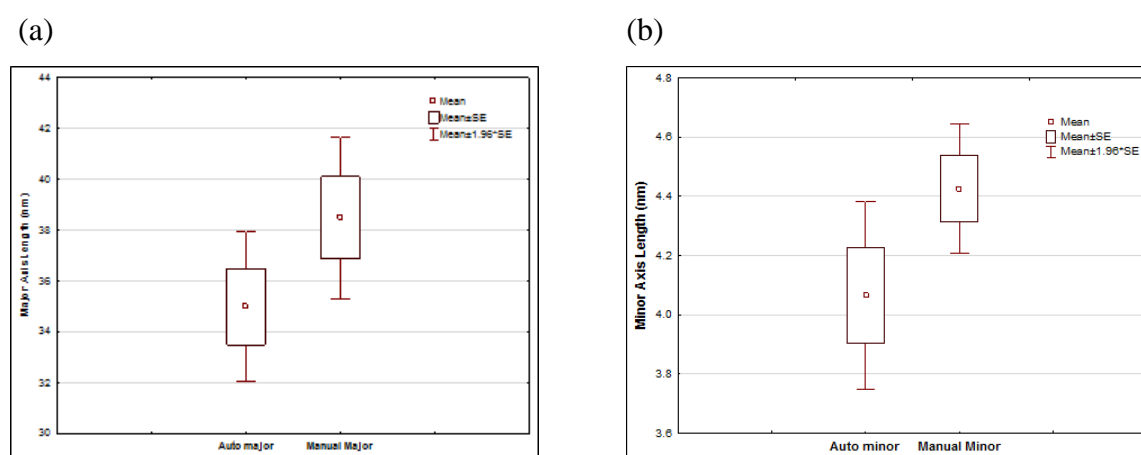 (a)
(b)
44
42
40
38
36
34
32
30
Major Axis Length (nm)
Mean
Mean±SE
Mean±1.96*SE
Auto major
Manual Major
4.8
4.6
4.4
4.2
4.0
3.8
3.6
Minor Axis Length (nm)
Mean
Mean±SE
Mean±1.96*SE
Auto minor
Manual Minor